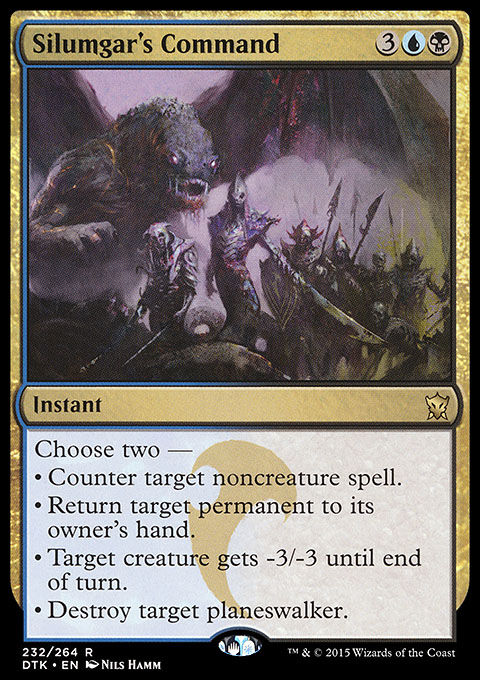 Silumgar's Command 3
Instant
Choose two —
• Counter target noncreature spell.
• Return target permanent to its
owner's hand.
• Target creature gets -3/-3 until end
of turn.
• Destroy target planeswalker.
232/264 R
DTK • EN Nils Hamm
™ & © 2015 Wizards of the Coast